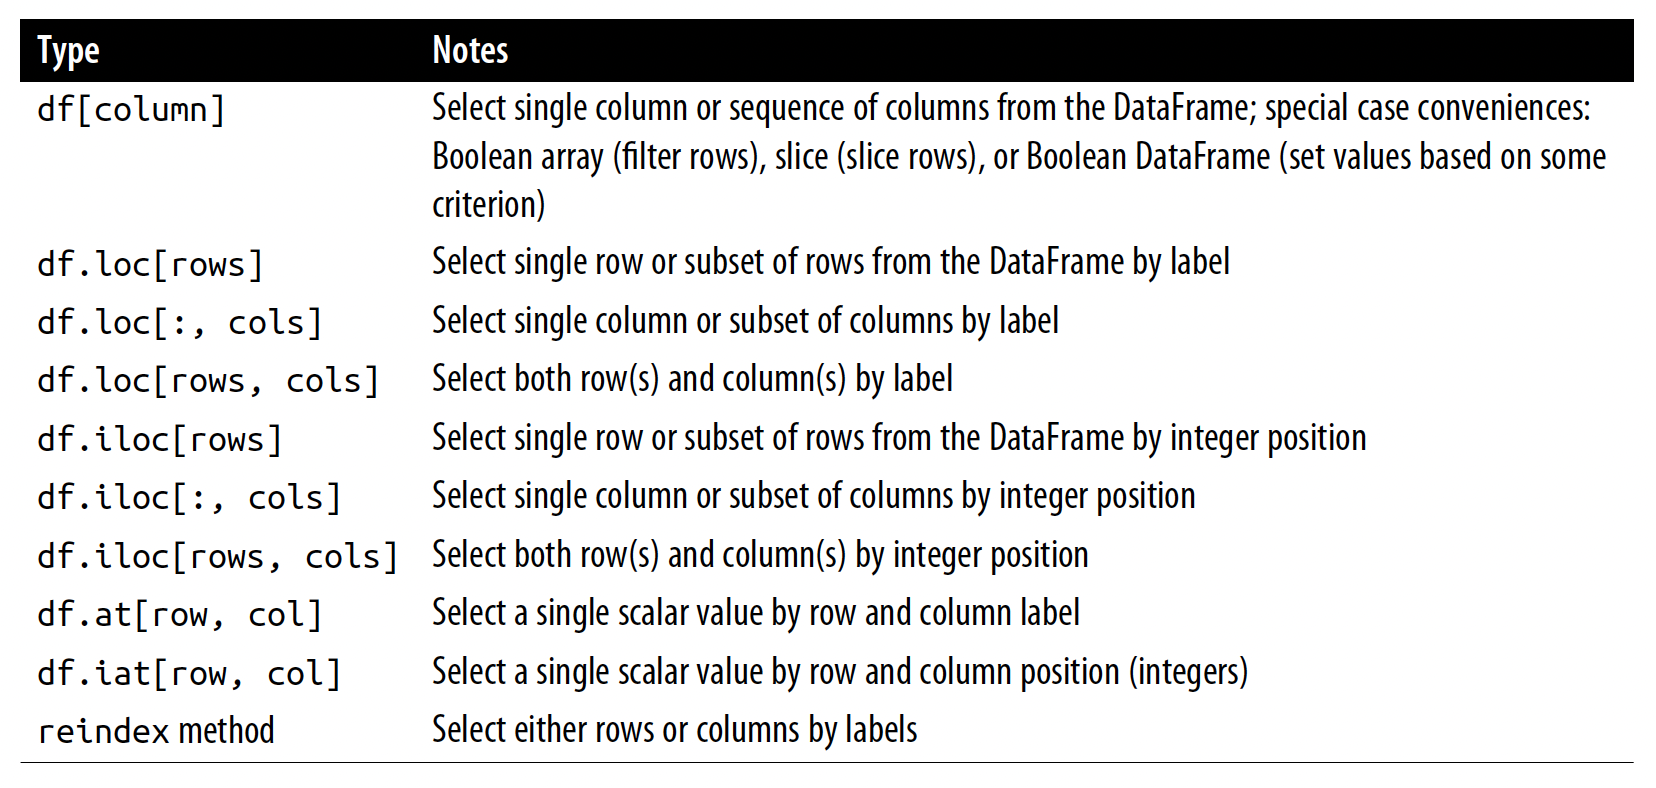 Type Notes
df[column] Select single column or sequence of columns from the DataFrame; special case conveniences:
Boolean array (filter rows), slice (slice rows), or Boolean DataFrame (set values based on some
criterion)
df.loc[rows] Select single row or subset of rows from the DataFrame by label
df.loc[:, cols] Select single column or subset of columns by label
df.loc[rows, cols] Select both row(s) and column(s) by label
df.iloc[rows] Select single row or subset of rows from the DataFrame by integer position
df.iloc[:, cols] Select single column or subset of columns by integer position
df.iloc[rows, cols] Select both row(s) and column(s) by integer position
df.at[row, col] Select a single scalar value by row and column label
df.iat[row, col] Select a single scalar value by row and column position (integers)
reindex method Select either rows or columns by labels